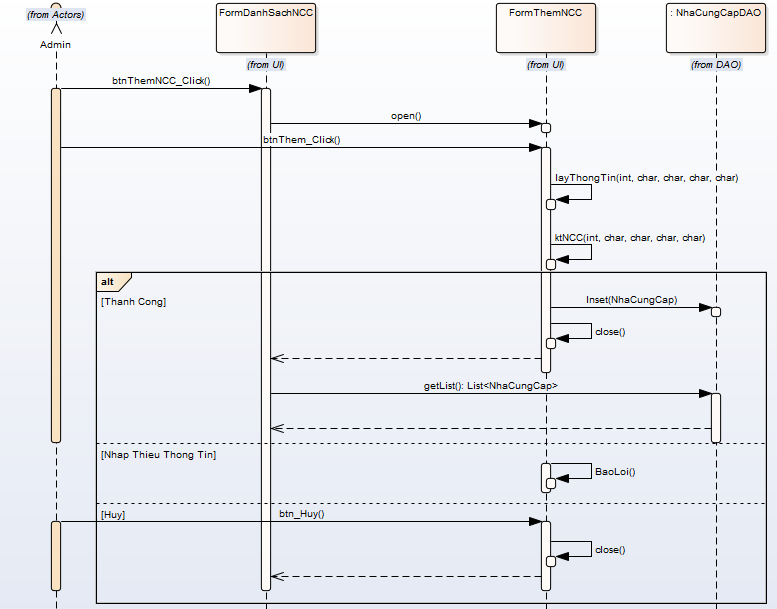 (from Actors)
Admin
FormDanhSachNCC
(from UI)
FormThemNCC
(from UI)
: NhaCungCapDAO
(from DAO)
btnThemNCC_Click()
open()
btnThem_Click()
layThongTin(int, char, char, char, char)
ktNCC(int, char, char, char, char)
alt
[Thanh Cong]
Inset(NhaCungCap)
close()
getList(): List<NhaCungCap>
[Nhap Thieu Thong Tin]
BaoLoi()
[Huy]
btn_Huy()
close()